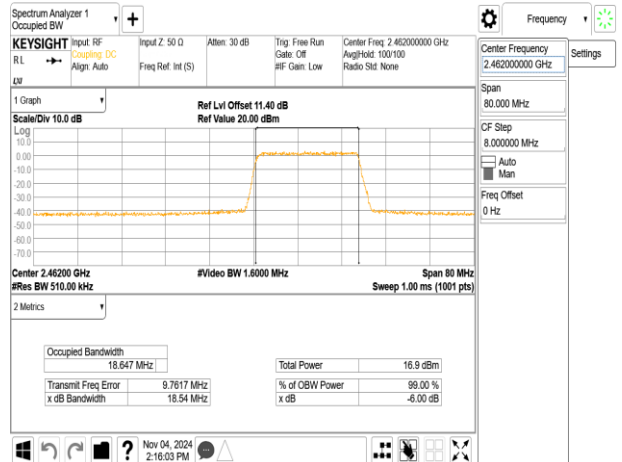 Spectrum Analyzer 1
Occupied BW
Frequency
KEYSIGHT
Input: RF
Coupling: DC
Align: Auto
Input Z: 50 Ω
Freq Ref: Int (S)
Atten: 30 dB
Trig: Free Run
Gate: Off
#IF Gain: Low
Center Freq: 2.462000000 GHz
Avg|Hold: 100/100
Radio Std: None
RL
LXI
Center Frequency
2.462000000 GHz
Settings
Span
80.000 MHz
CF Step
8.000000 MHz
Auto
Man
Freq Offset
0 Hz
1 Graph
Ref Lvl Offset 11.40 dB
Scale/Div 10.0 dB
Ref Value 20.00 dBm
Log
10.0
0.00
-10.0
-20.0
-30.0
-40.0
-50.0
-60.0
-70.0
Center 2.46200 GHz
#Video BW 1.6000 MHz
Span 80 MHz
#Res BW 510.00 kHz
Sweep 1.00 ms (1001 pts)
2 Metrics
Occupied Bandwidth
18.647 MHz
Total Power 16.9 dBm
Transmit Freq Error 9.7617 MHz
% of OBW Power 99.00 %
x dB Bandwidth 18.54 MHz
x dB -6.00 dB
?
Nov 04, 2024
2:16:03 PM